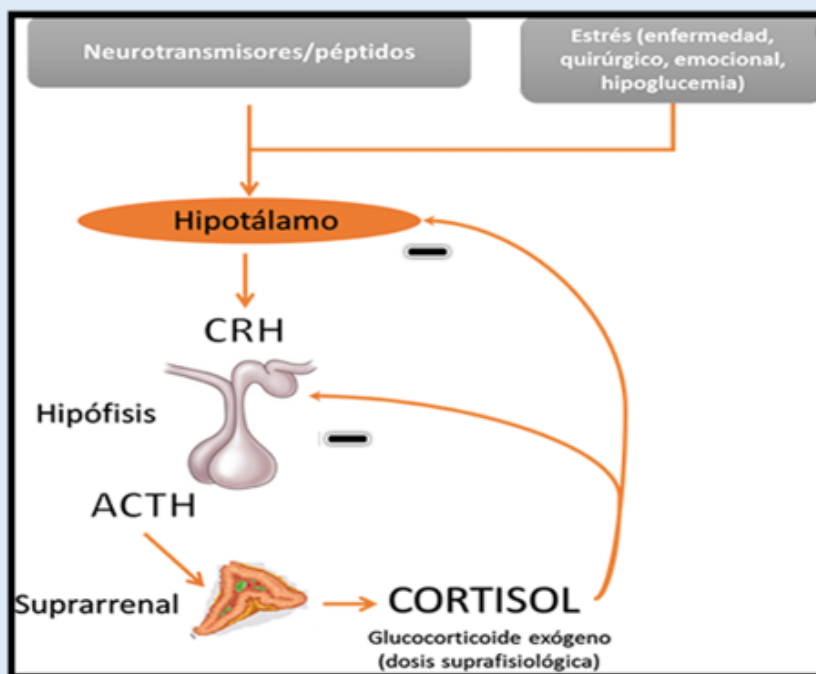 Neurotransmisores/péptidos
Estrés (enfermedad,
quirúrgico, emocional,
hipoglucemia)
Hipotálamo
CRH
Hipófisis
ACTH
Suprarrenal
CORTISOL
Glucocorticoide exógeno
(dosis suprafisiológica)